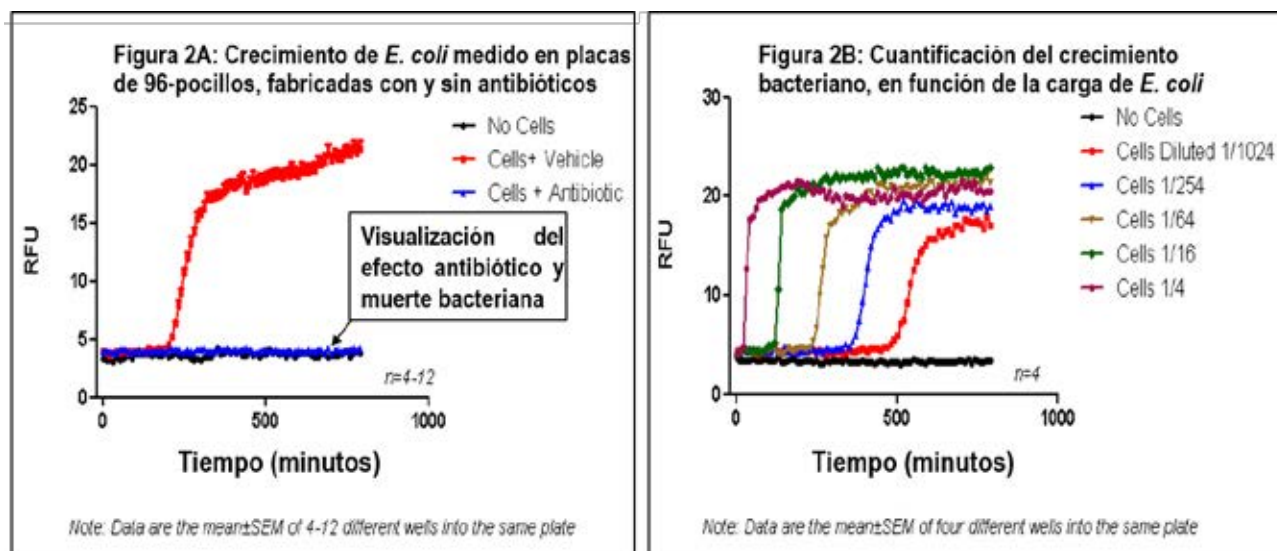 Figura 2A: Crecimiento de E. coli medido en placas
de 96-pocillos, fabricadas con y sin antibióticos
25
20
15
10
5
0
RFU
No Cells
Cells+ Vehicle
Cells + Antibiotic
Visualización del
efecto antibiótico y
muerte bacteriana
n=4-12
0 500 1000
Tiempo (minutos)
Note: Data are the mean±SEM of 4-12 different wells into the same plate
Figura 2B: Cuantificación del crecimiento
bacteriano, en función de la carga de E. coli
30
20
10
0
RFU
No Cells
Cells Diluted 1/1024
Cells 1/254
Cells 1/64
Cells 1/16
Cells 1/4
n=4
0 500 1000
Tiempo (minutos)
Note: Data are the mean±SEM of four different wells into the same plate